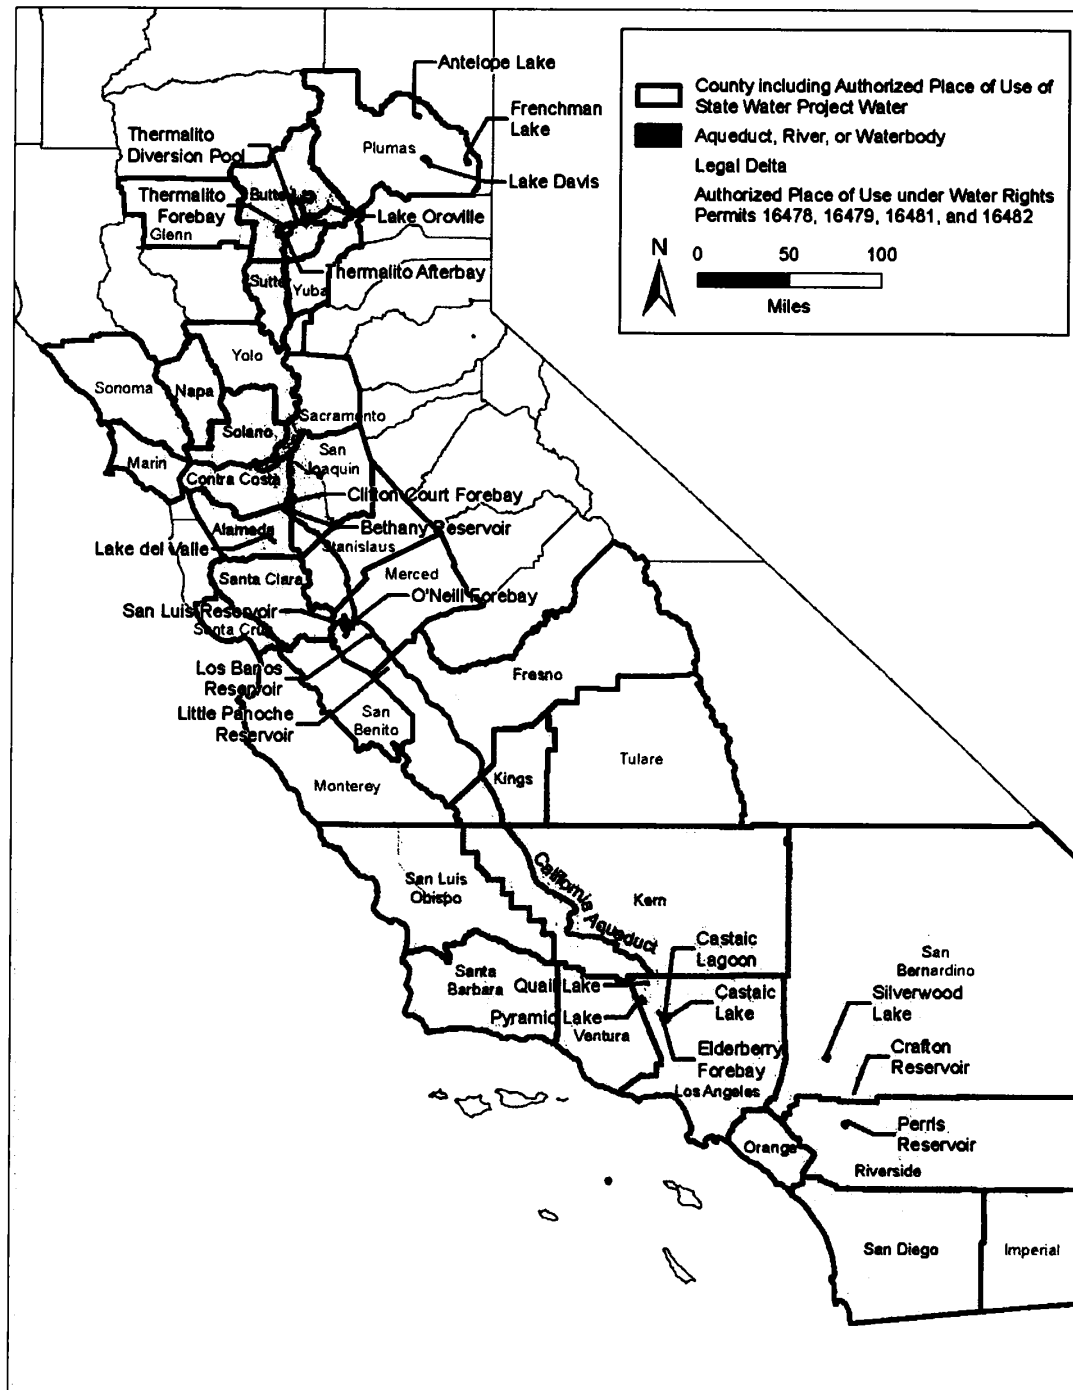 Antelope Lake
Frenchman
Lake
Thermalito
Diversion Pool
Plumas
Lake Davis
Thermalito
Forebay
Butte
Lake Oroville
Glenn
Thermalito Afterbay
Sutter
Yuba
County including Authorized Place of Use of
State Water Project Water
Aqueduct, River, or Waterbody
Legal Delta
Authorized Place of Use under Water Rights
Permits 16478, 16479, 16481, and 16482
N
0 50 100
Miles
Yolo
Sonoma
Napa
Sacramento
Solano
San
Joaquin
Marin
Contra Costa
Clifton Court Forebay
Alameda
Bethany Reservoir
Stanislaus
Lake del Valle
Santa Clara
Merced
O'Neill Forebay
San Luis Reservoir
Santa Cruz
Los Banos
Reservoir
Fresno
Little Panoche
Reservoir
San
Benito
Monterey
Kings
Tulare
San Luis
Obispo
California Aqueduct
Kern
Castaic
Lagoon
San
Bernardino
Santa
Barbara
Quail Lake
Castaic
Lake
Silverwood
Lake
Pyramid Lake
Ventura
Elderberry
Forebay
Crafton
Reservoir
Los Angeles
Perris
Reservoir
Orange
Riverside
San Diego
Imperial